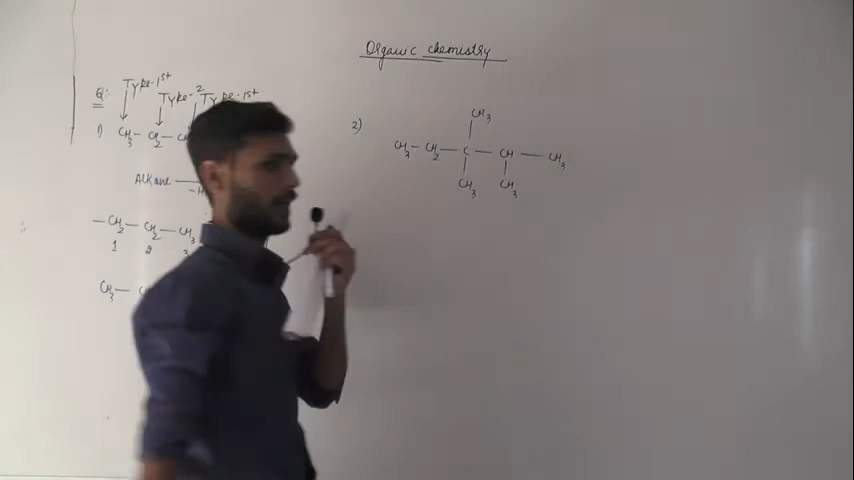 Organic chemistry
Q:- Type-1st
Type-2 Type-1st
1) CH3 - CH2 - CH
Alkane
-H
- CH2 - CH2 - CH3
1 2 3
CH3 -
2)
CH3
CH3 - CH2 - C - CH - CH3
CH3 CH3